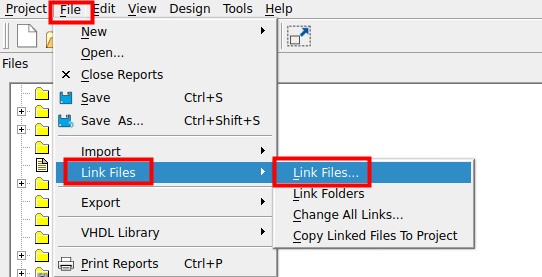 Project File Edit View Design Tools Help
Files
New
Open...
Close Reports
Save Ctrl+S
Save As... Ctrl+Shift+S
Import
Link Files
Export
VHDL Library
Print Reports Ctrl+P
Link Files...
Link Folders
Change All Links...
Copy Linked Files To Project